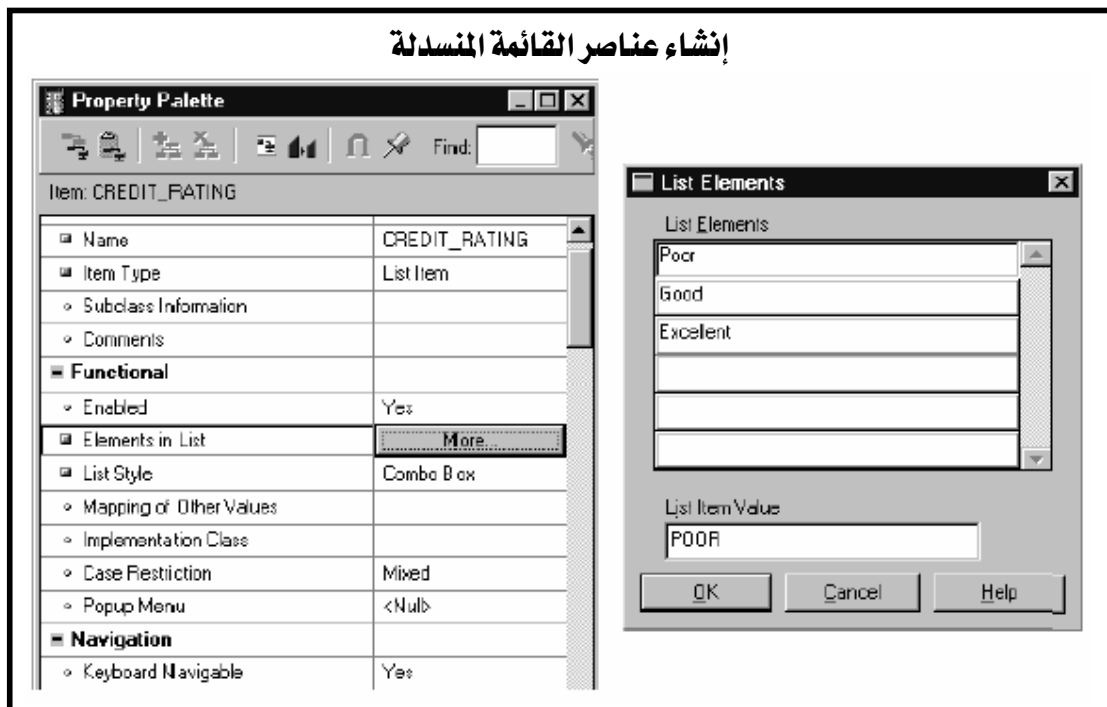 إنشاء عناصر القائمة المنسدلة
Property Palette
Find:
Item: CREDIT_RATING
Name CREDIT_RATING
Item Type List Item
Subclass Information
Comments
Functional
Enabled Yes
Elements in List More...
List Style Combo Box
Mapping of Other Values
Implementation Class
Case Restriction Mixed
Popup Menu <Null>
Navigation
Keyboard Navigable Yes
List Elements
List Elements
Poor
Good
Excellent
List Item Value
POOR
OK Cancel Help